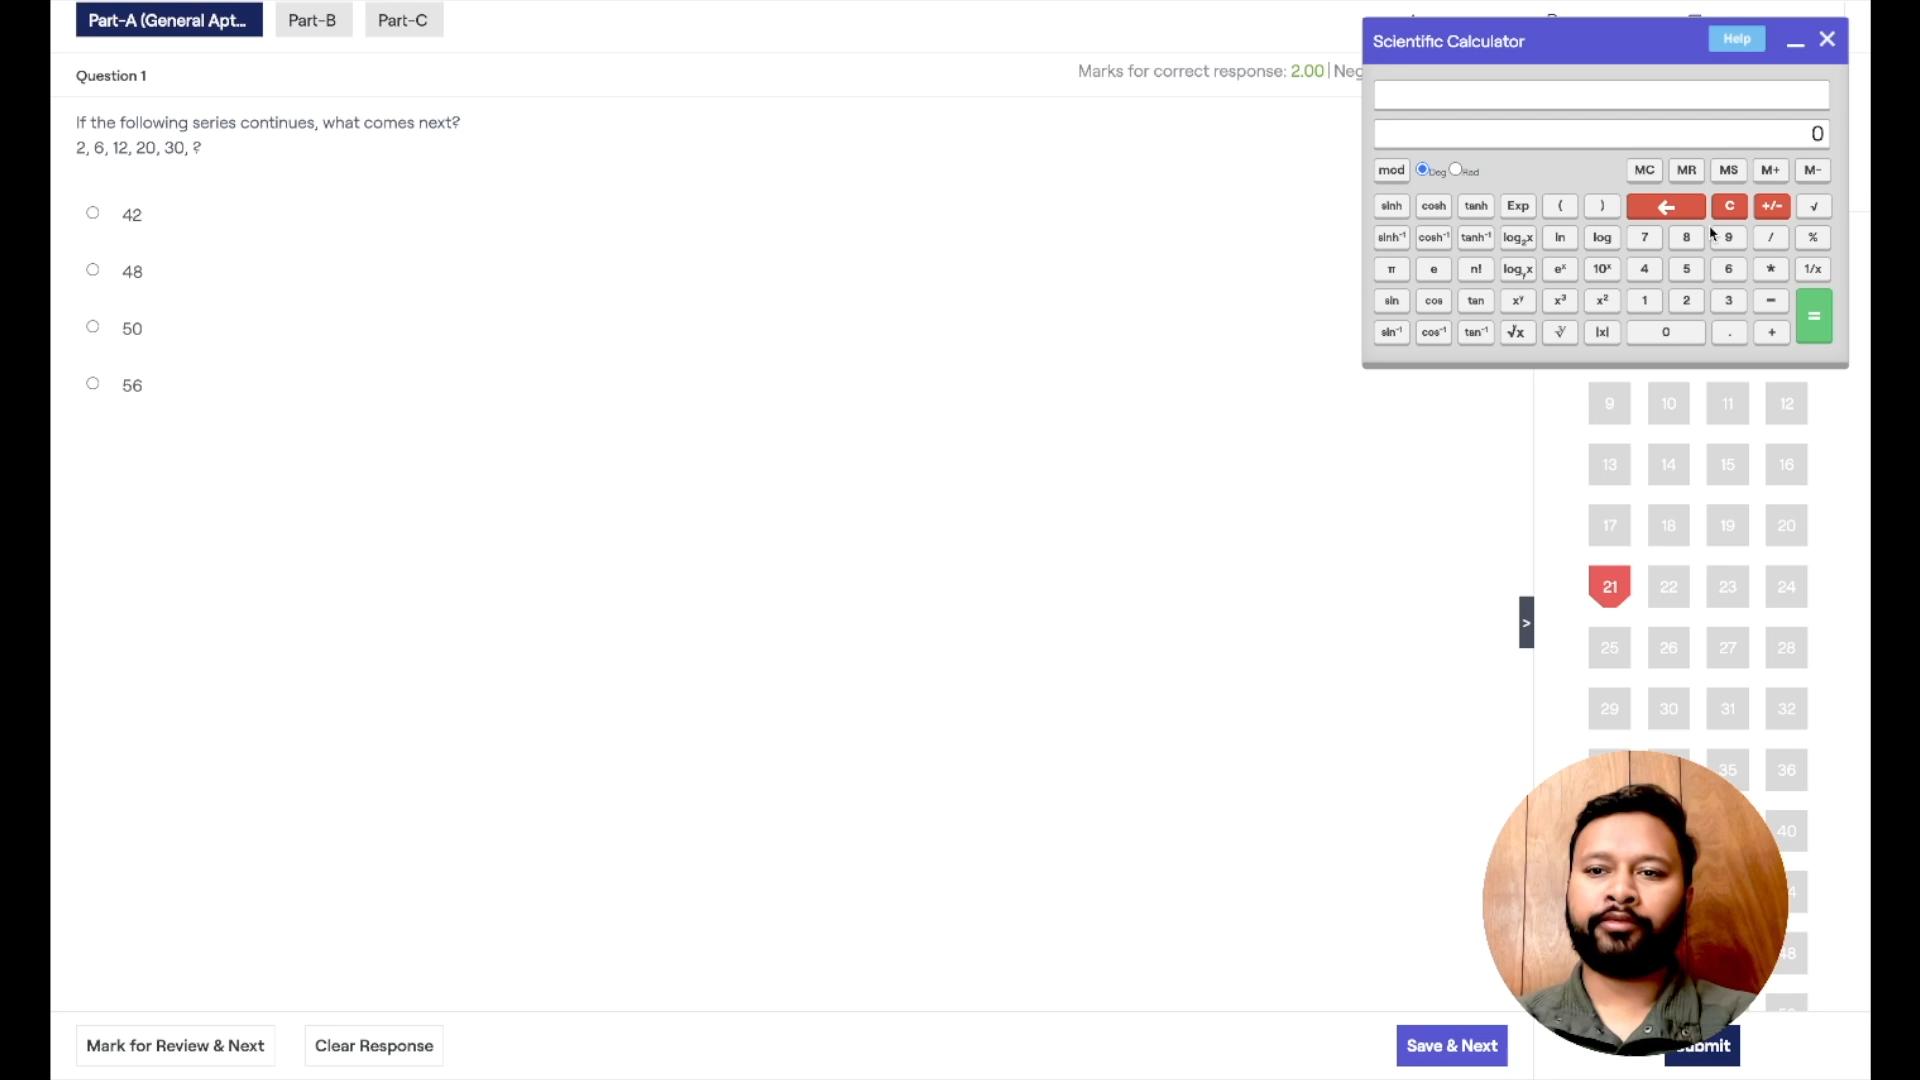 Part-A (General Apt... Part-B Part-C
Question 1
Marks for correct response: 2.00 | Neg
If the following series continues, what comes next?
2, 6, 12, 20, 30, ?
42
48
50
56
Scientific Calculator Help
0
mod Deg Rad MC MR MS M+ M-
sinh cosh tanh Exp ( ) ← C +/- √
sinh⁻¹ cosh⁻¹ tanh⁻¹ log₂x ln log 7 8 9 / %
π e n! logᵧx eˣ 10ˣ 4 5 6 * 1/x
sin cos tan xʸ x³ x² 1 2 3 - =
sin⁻¹ cos⁻¹ tan⁻¹ ʸ√x ∛ |x| 0 . +
9 10 11 12
13 14 15 16
17 18 19 20
21 22 23 24
>
25 26 27 28
29 30 31 32
35 36
40
48
Mark for Review & Next Clear Response Save & Next